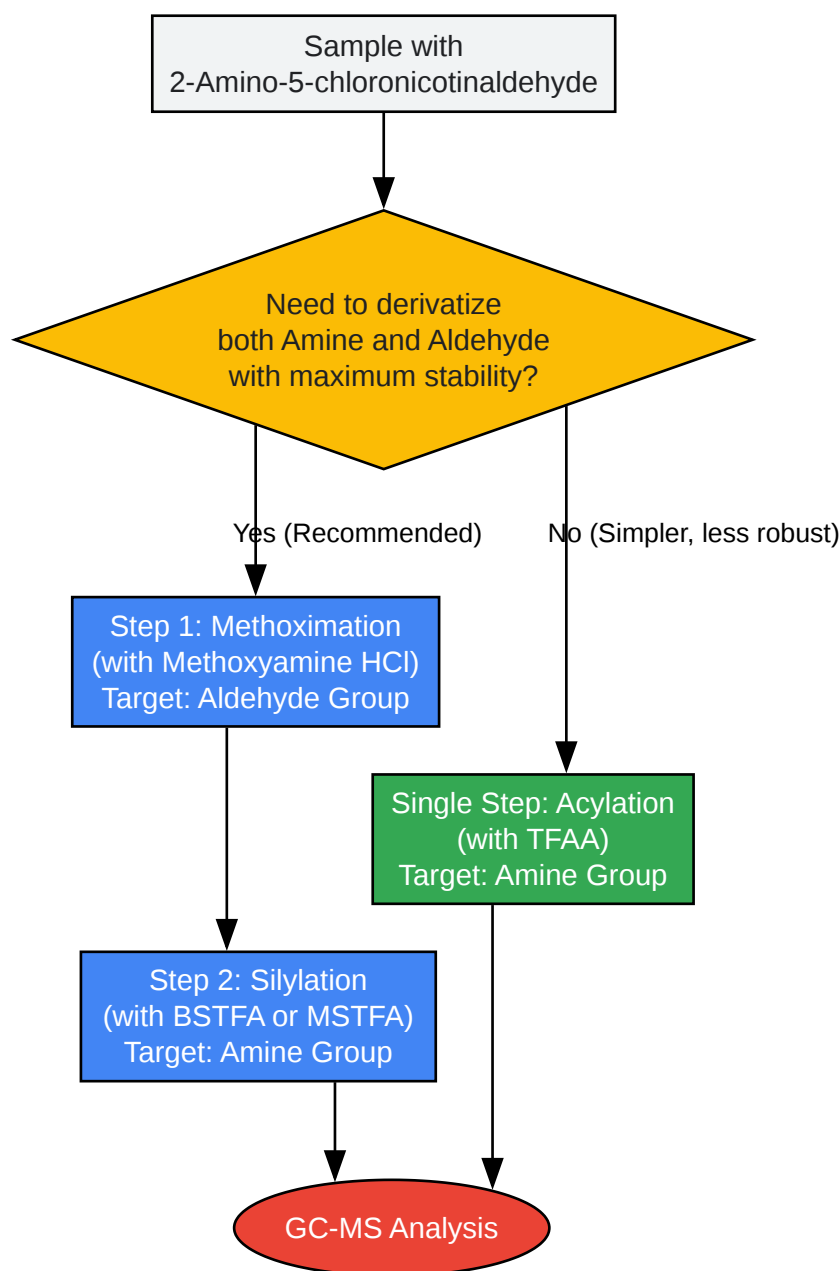 Sample with
2-Amino-5-chloronicotinaldehyde
Need to derivatize
both Amine and Aldehyde
with maximum stability?
Yes (Recommended)
No (Simpler, less robust)
Step 1: Methoximation
(with Methoxyamine HCl)
Target: Aldehyde Group
Single Step: Acylation
(with TFAA)
Target: Amine Group
Step 2: Silylation
(with BSTFA or MSTFA)
Target: Amine Group
GC-MS Analysis